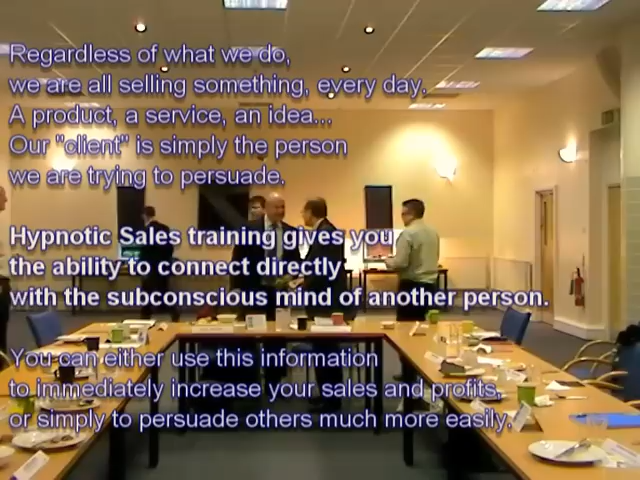 Regardless of what we do,
we are all selling something, every day.
A product, a service, an idea...
Our "client" is simply the person
we are trying to persuade.
Hypnotic Sales training gives you
the ability to connect directly
with the subconscious mind of another person.
You can either use this information
to immediately increase your sales and profits,
or simply to persuade others much more easily.